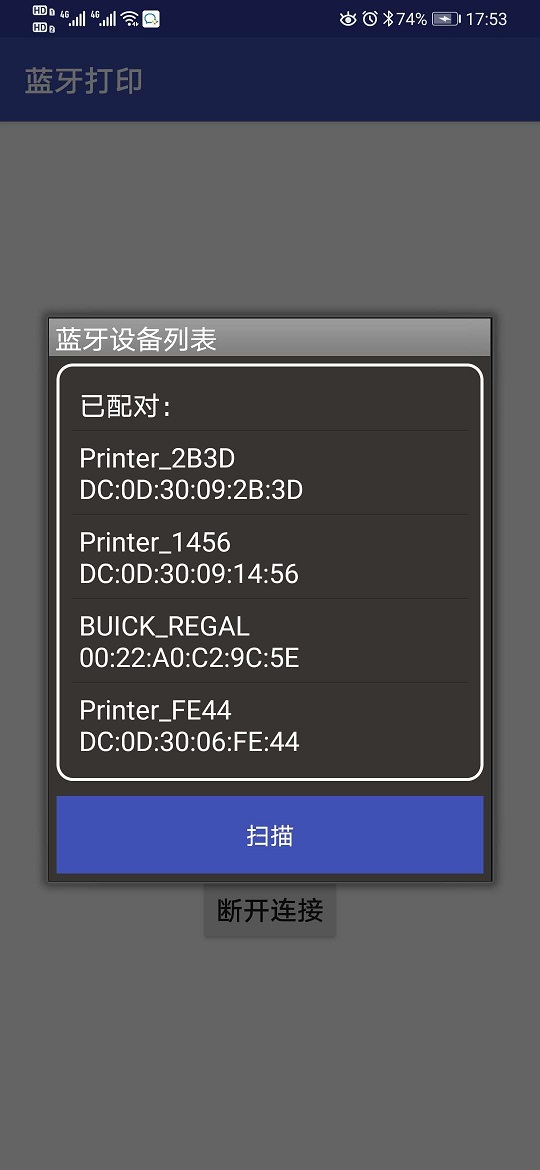 HD 1 4G 4G 74% 17:53
HD 2
蓝牙打印
蓝牙设备列表
已配对：
Printer_2B3D
DC:0D:30:09:2B:3D
Printer_1456
DC:0D:30:09:14:56
BUICK_REGAL
00:22:A0:C2:9C:5E
Printer_FE44
DC:0D:30:06:FE:44
扫描
断开连接